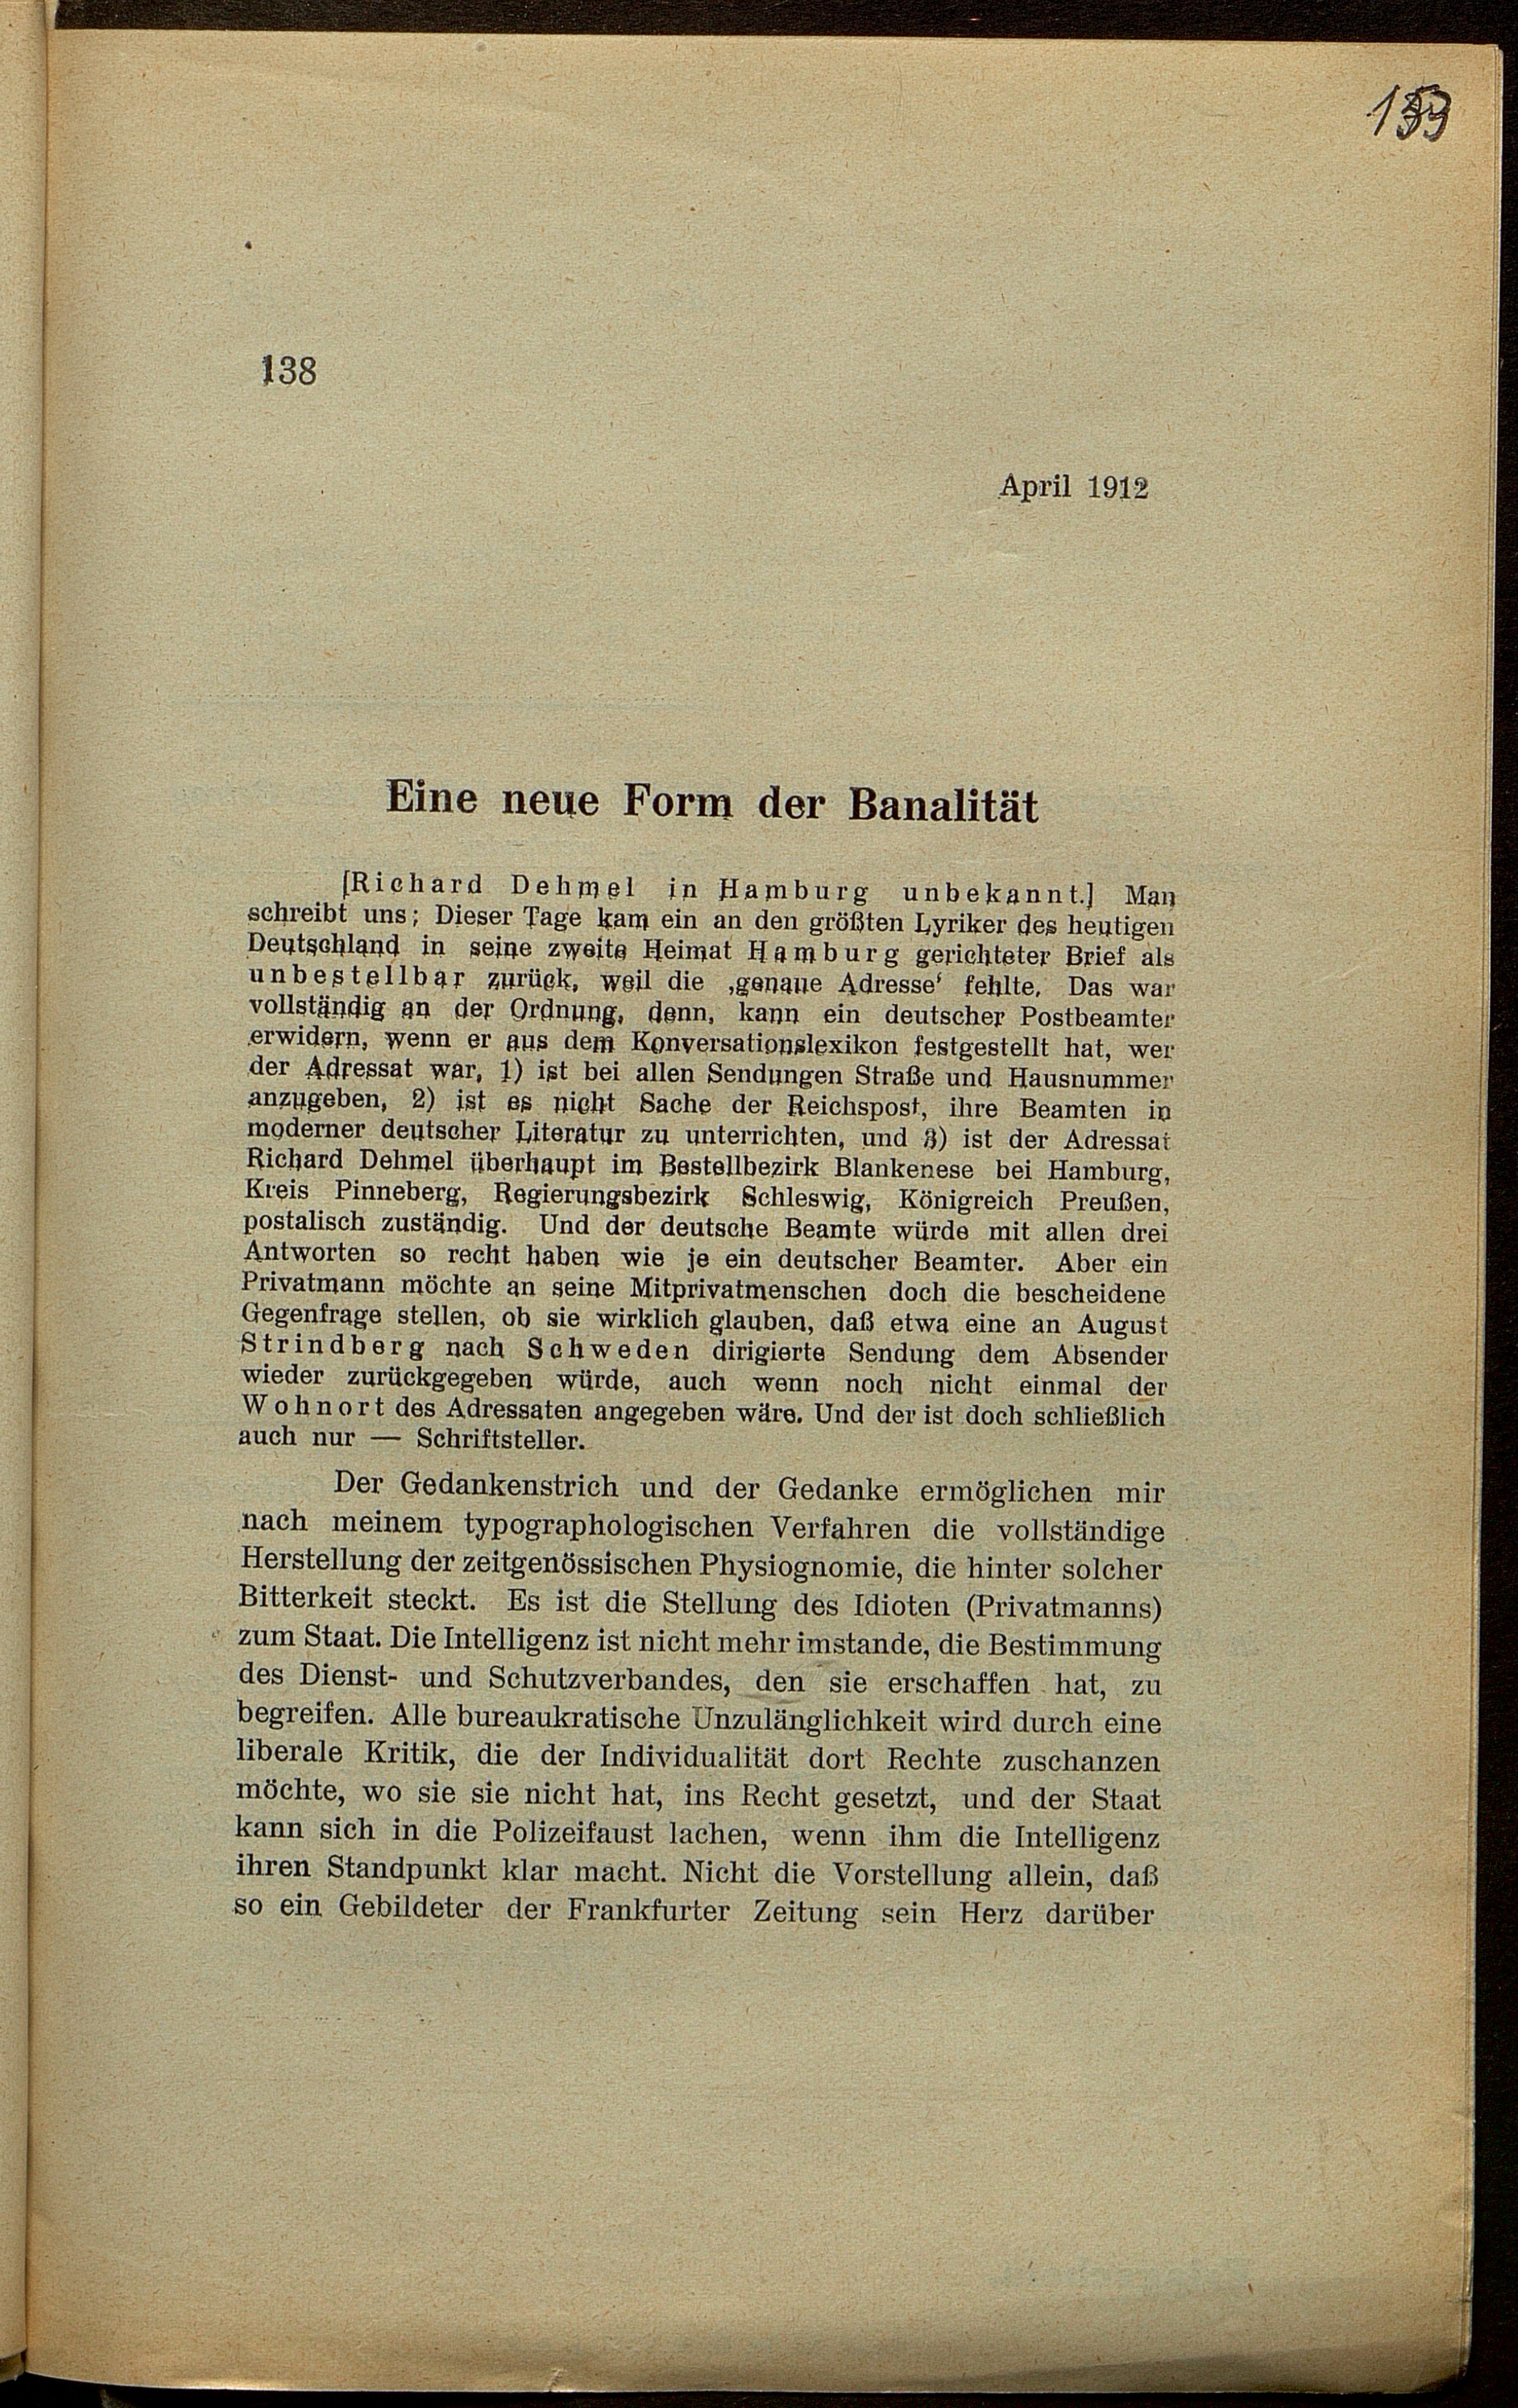 138
April 1912
Eine neue Form der Banalität
[Richard Dehmel in Hamburg unbekannt.] Man
schreibt uns; Dieser Tage kam ein an den größten Lyriker des heutigen
Deutschland in seine zweite Heimat Hamburg gerichteter Brief als
unbestellbar zurück, weil die ‚genaue Adresse‘ fehlte. Das war
vollständig an der Ordnung, denn, kann ein deutscher Postbeamter
erwidern, wenn er aus dem Konversationslexikon festgestellt hat, wer
der Adressat war, 1) ist bei allen Sendungen Straße und Hausnummer
anzugeben, 2) ist es nicht Sache der Reichspost, ihre Beamten in
moderner deutscher Literatur zu unterrichten, und 3) ist der Adressat
Richard Dehmel überhaupt im Bestellbezirk Blankenese bei Hamburg,
Kreis Pinneberg, Regierungsbezirk Schleswig, Königreich Preußen,
postalisch zuständig. Und der deutsche Beamte würde mit allen drei
Antworten so recht haben wie je ein deutscher Beamter. Aber ein
Privatmann möchte an seine Mitprivatmenschen doch die bescheidene
Gegenfrage stellen, ob sie wirklich glauben, daß etwa eine an August
Strindberg nach Schweden dirigierte Sendung dem Absender
wieder zurückgegeben würde, auch wenn noch nicht einmal der
Wohnort des Adressaten angegeben wäre. Und der ist doch schließlich
auch nur — Schriftsteller.
Der Gedankenstrich und der Gedanke ermöglichen mir
nach meinem typographologischen Verfahren die vollständige
Herstellung der zeitgenössischen Physiognomie, die hinter solcher
Bitterkeit steckt. Es ist die Stellung des Idioten (Privatmanns)
zum Staat. Die Intelligenz ist nicht mehr imstande, die Bestimmung
des Dienst- und Schutzverbandes, den sie erschaffen hat, zu
begreifen. Alle bureaukratische Unzulänglichkeit wird durch eine
liberale Kritik, die der Individualität dort Rechte zuschanzen
möchte, wo sie sie nicht hat, ins Recht gesetzt, und der Staat
kann sich in die Polizeifaust lachen, wenn ihm die Intelligenz
ihren Standpunkt klar macht. Nicht die Vorstellung allein, daß
so ein Gebildeter der Frankfurter Zeitung sein Herz darüber